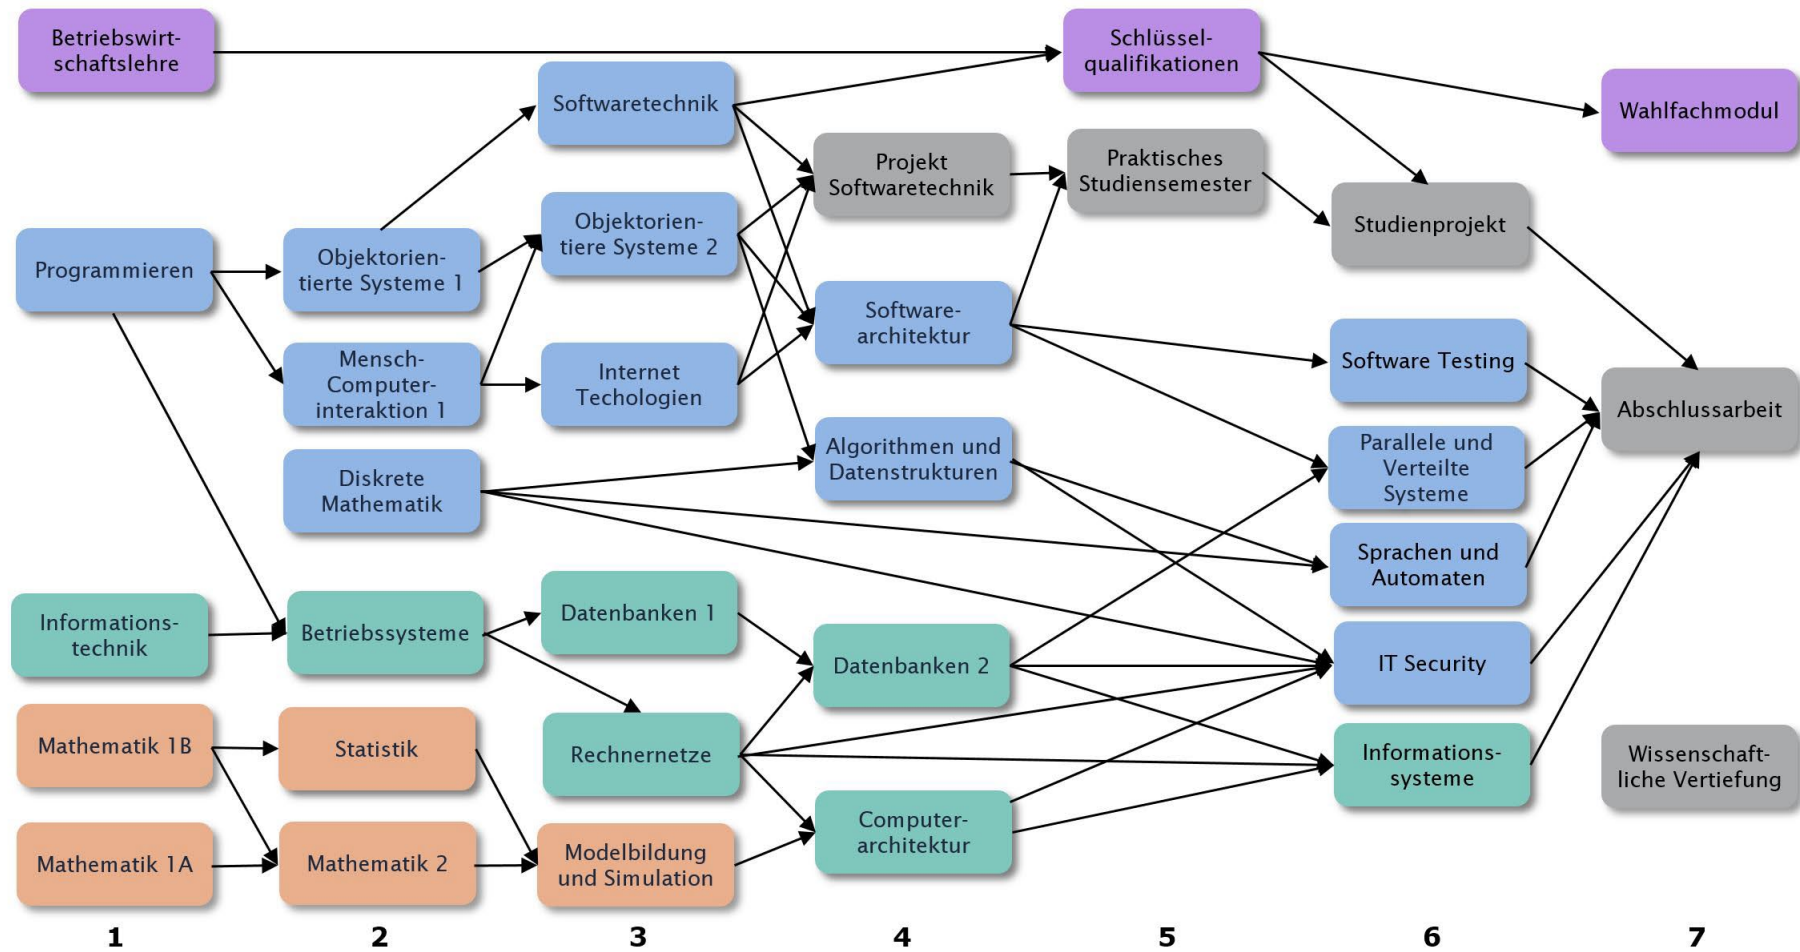 Betriebswirt-
schaftslehre
Programmieren
Informations-
technik
Mathematik 1B
Mathematik 1A
Objektorien-
tierte Systeme 1
Mensch-
Computer-
interaktion 1
Diskrete
Mathematik
Betriebssysteme
Statistik
Mathematik 2
Softwaretechnik
Objektorien-
tiere Systeme 2
Internet
Techologien
Datenbanken 1
Rechnernetze
Modelbildung
und Simulation
Projekt
Softwaretechnik
Software-
architektur
Algorithmen und
Datenstrukturen
Datenbanken 2
Computer-
architektur
Schlüssel-
qualifikationen
Praktisches
Studiensemester
Studienprojekt
Software Testing
Parallele und
Verteilte
Systeme
Sprachen und
Automaten
IT Security
Informations-
systeme
Wahlfachmodul
Abschlussarbeit
Wissenschaft-
liche Vertiefung
1 2 3 4 5 6 7